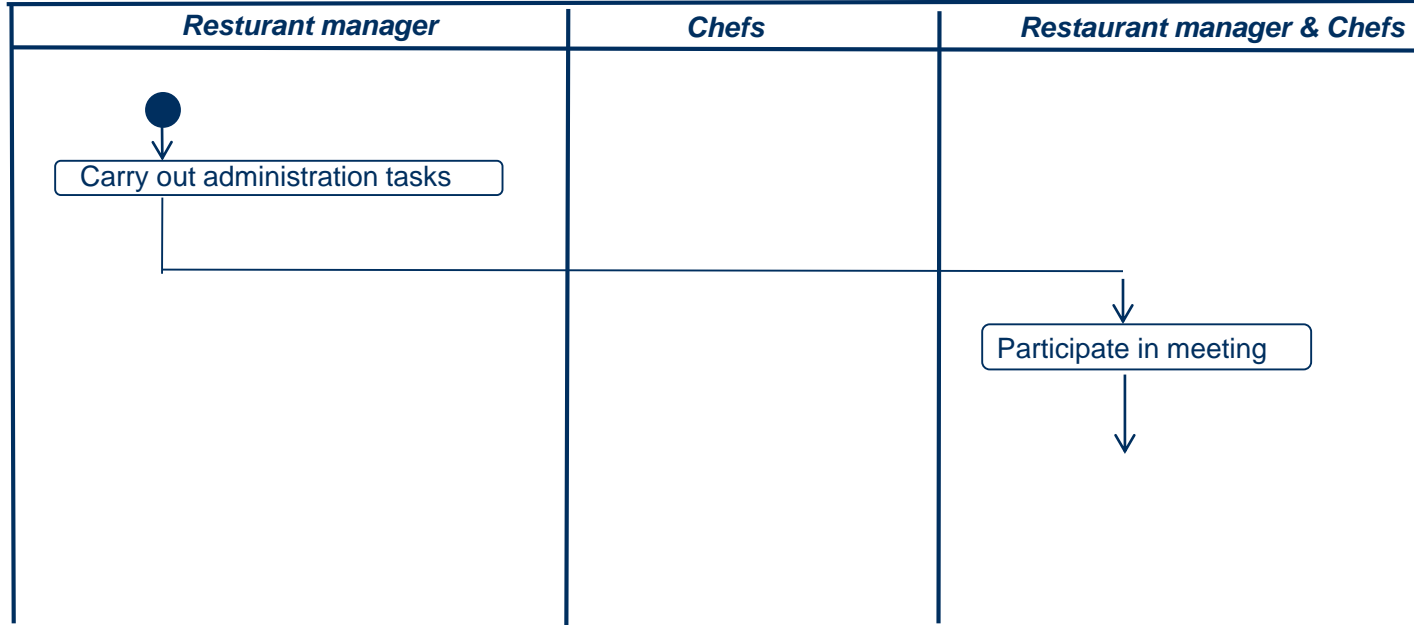 Resturant manager
Chefs
Restaurant manager & Chefs
Carry out administration tasks
Participate in meeting